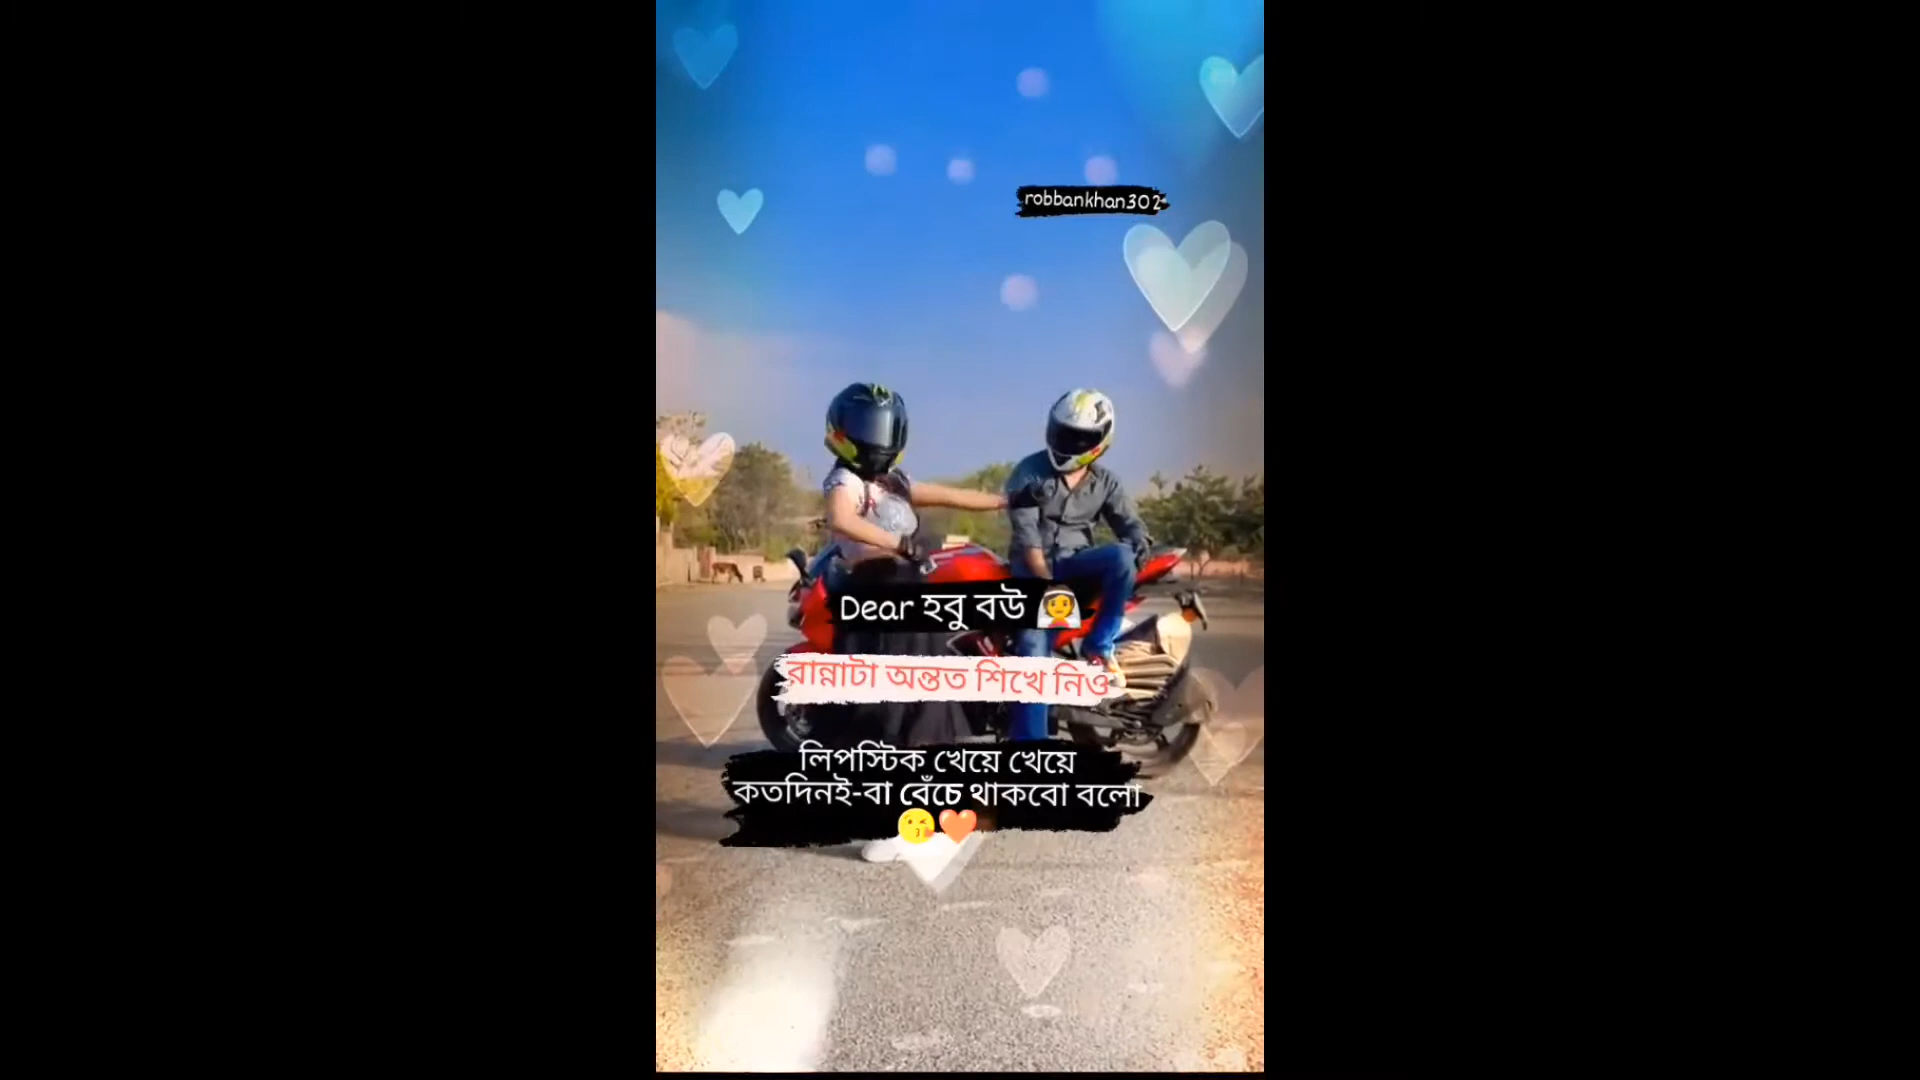 robbankhan302
Dear হবু বউ 👰
রান্নাটা অন্তত শিখে নিও
লিপস্টিক খেয়ে খেয়ে
কতদিনই-বা বেঁচে থাকবো বলো
😘🧡